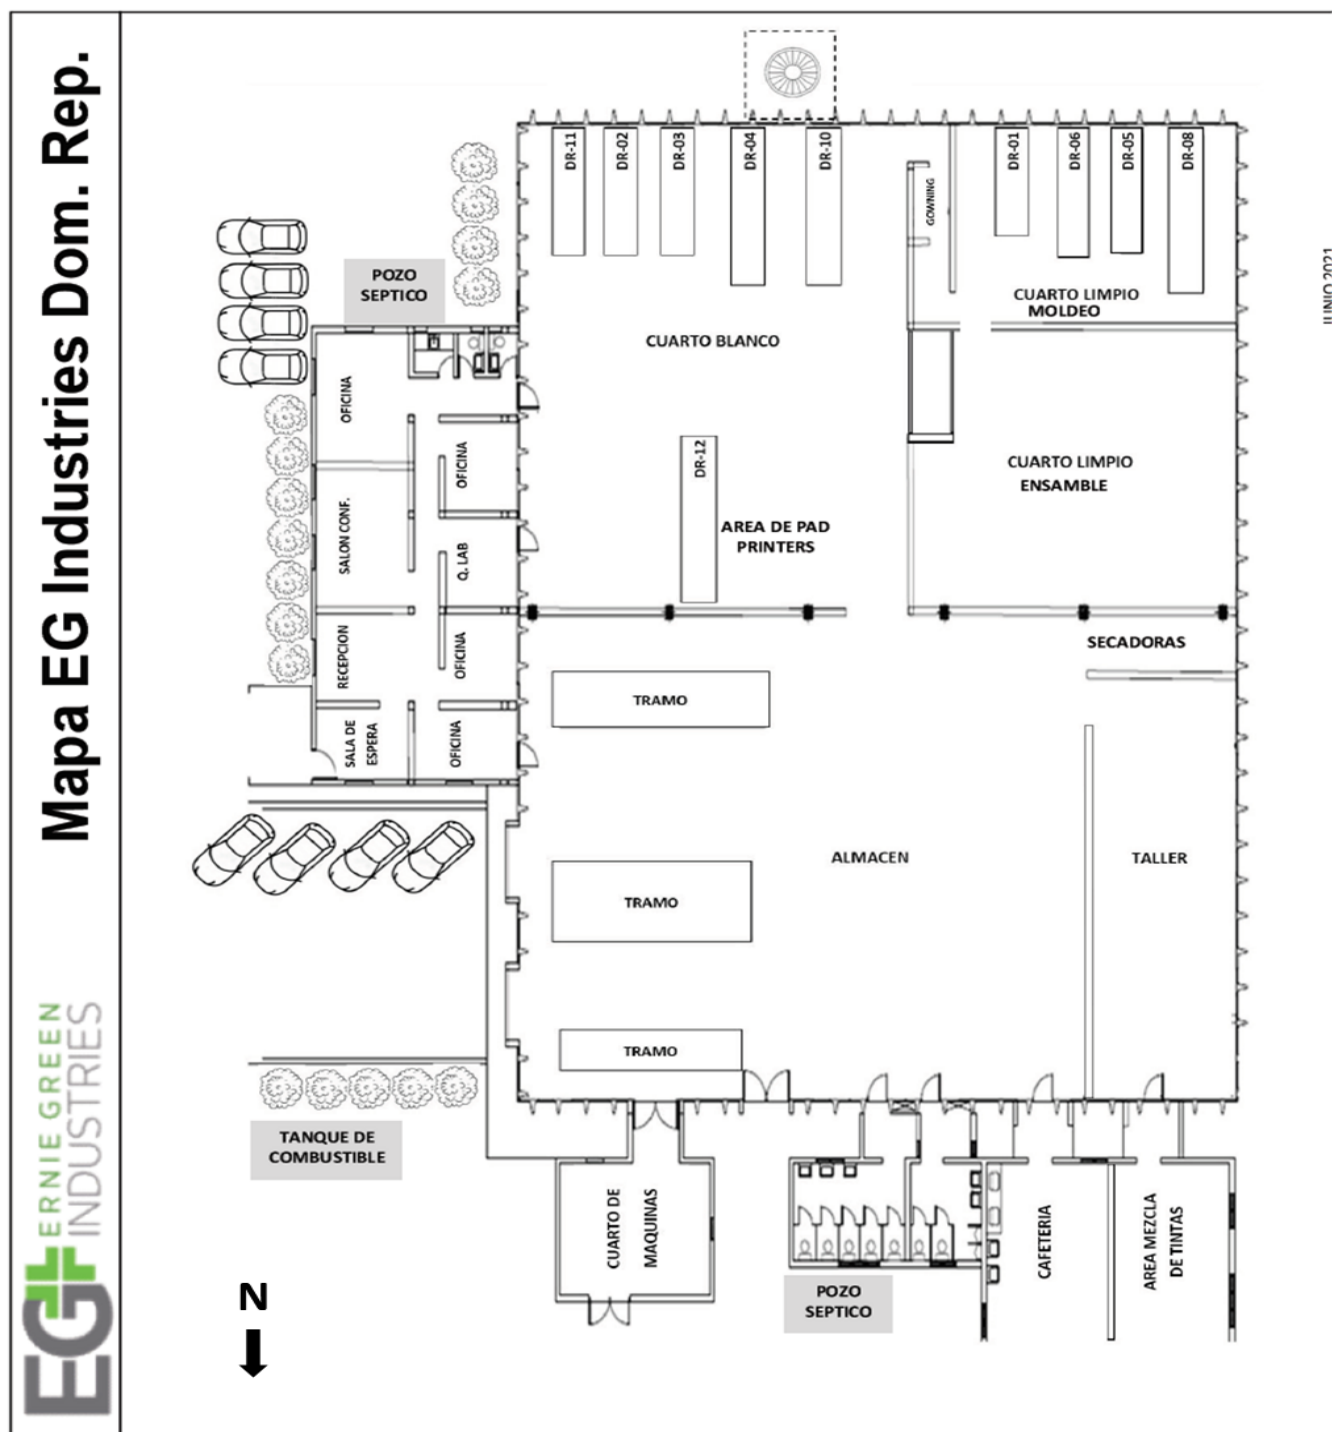 Mapa EG Industries Dom. Rep.
EG
ERNIE GREEN
INDUSTRIES
JUNIO 2021
DR-11
DR-02
DR-03
DR-04
DR-10
GOWNING
DR-01
DR-06
DR-05
DR-08
POZO
SEPTICO
CUARTO LIMPIO
MOLDEO
CUARTO BLANCO
OFICINA
OFICINA
DR-12
CUARTO LIMPIO
ENSAMBLE
SALON CONF.
Q. LAB
AREA DE PAD
PRINTERS
RECEPCION
OFICINA
SECADORAS
TRAMO
SALA DE
ESPERA
OFICINA
ALMACEN
TALLER
TRAMO
TRAMO
TANQUE DE
COMBUSTIBLE
CUARTO DE
MAQUINAS
CAFETERIA
AREA MEZCLA
DE TINTAS
POZO
SEPTICO
N